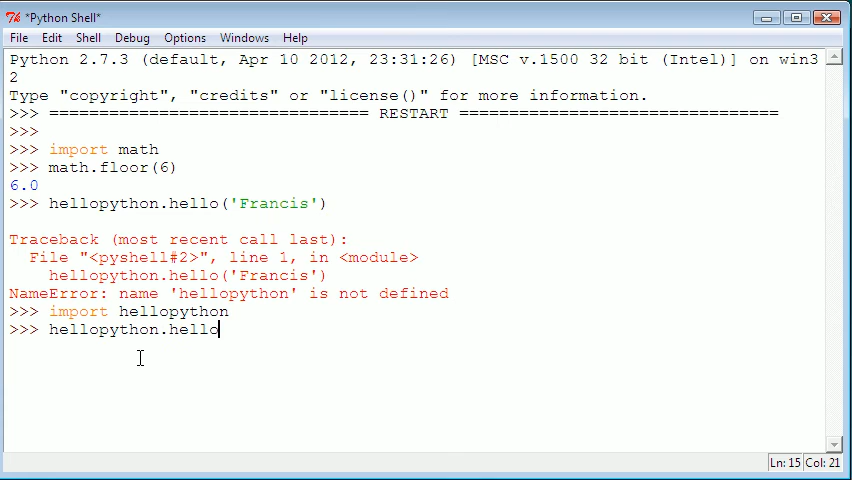 *Python Shell*
File Edit Shell Debug Options Windows Help
Python 2.7.3 (default, Apr 10 2012, 23:31:26) [MSC v.1500 32 bit (Intel)] on win3
2
Type "copyright", "credits" or "license()" for more information.
>>> ================================ RESTART ================================
>>>
>>> import math
>>> math.floor(6)
6.0
>>> hellopython.hello('Francis')
Traceback (most recent call last):
File "<pyshell#2>", line 1, in <module>
hellopython.hello('Francis')
NameError: name 'hellopython' is not defined
>>> import hellopython
>>> hellopython.hello
Ln: 15 Col: 21